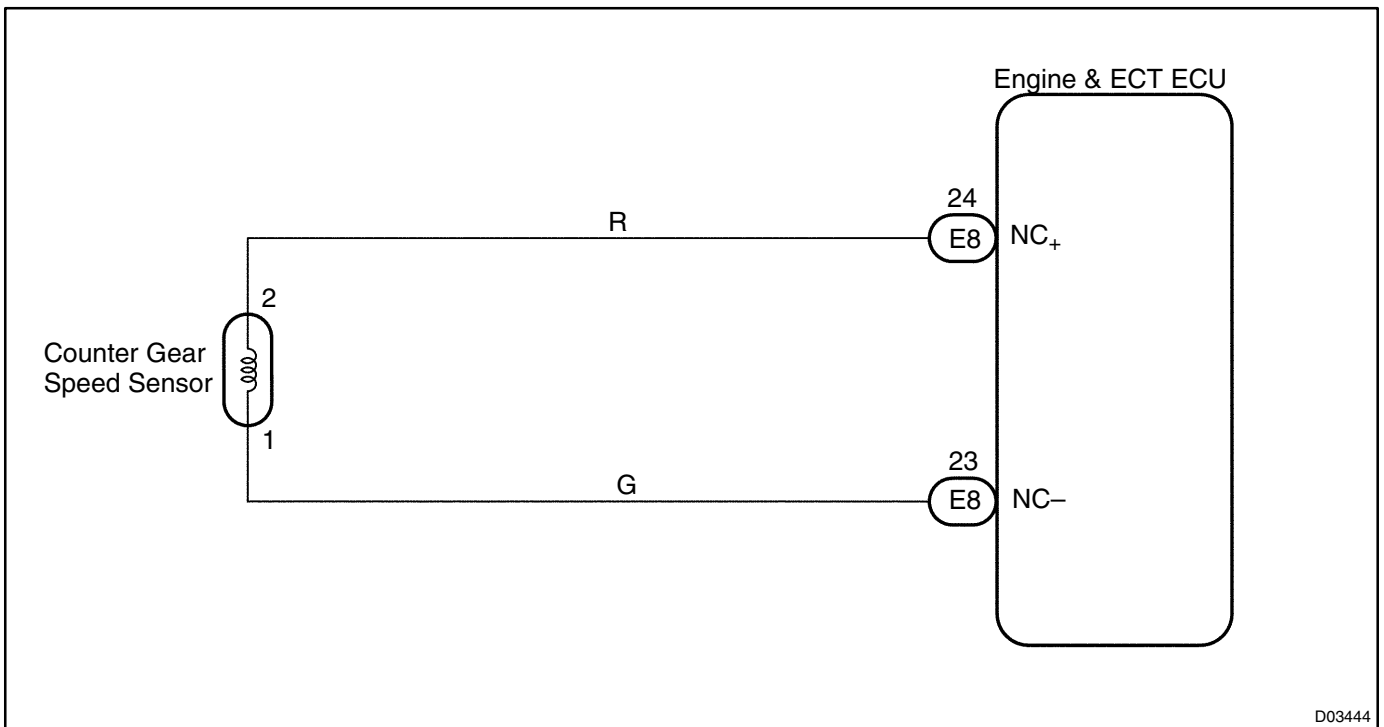 Engine & ECT ECU
24
R
E8
NC+
2
Counter Gear
Speed Sensor
1
23
G
E8
NC–
D03444